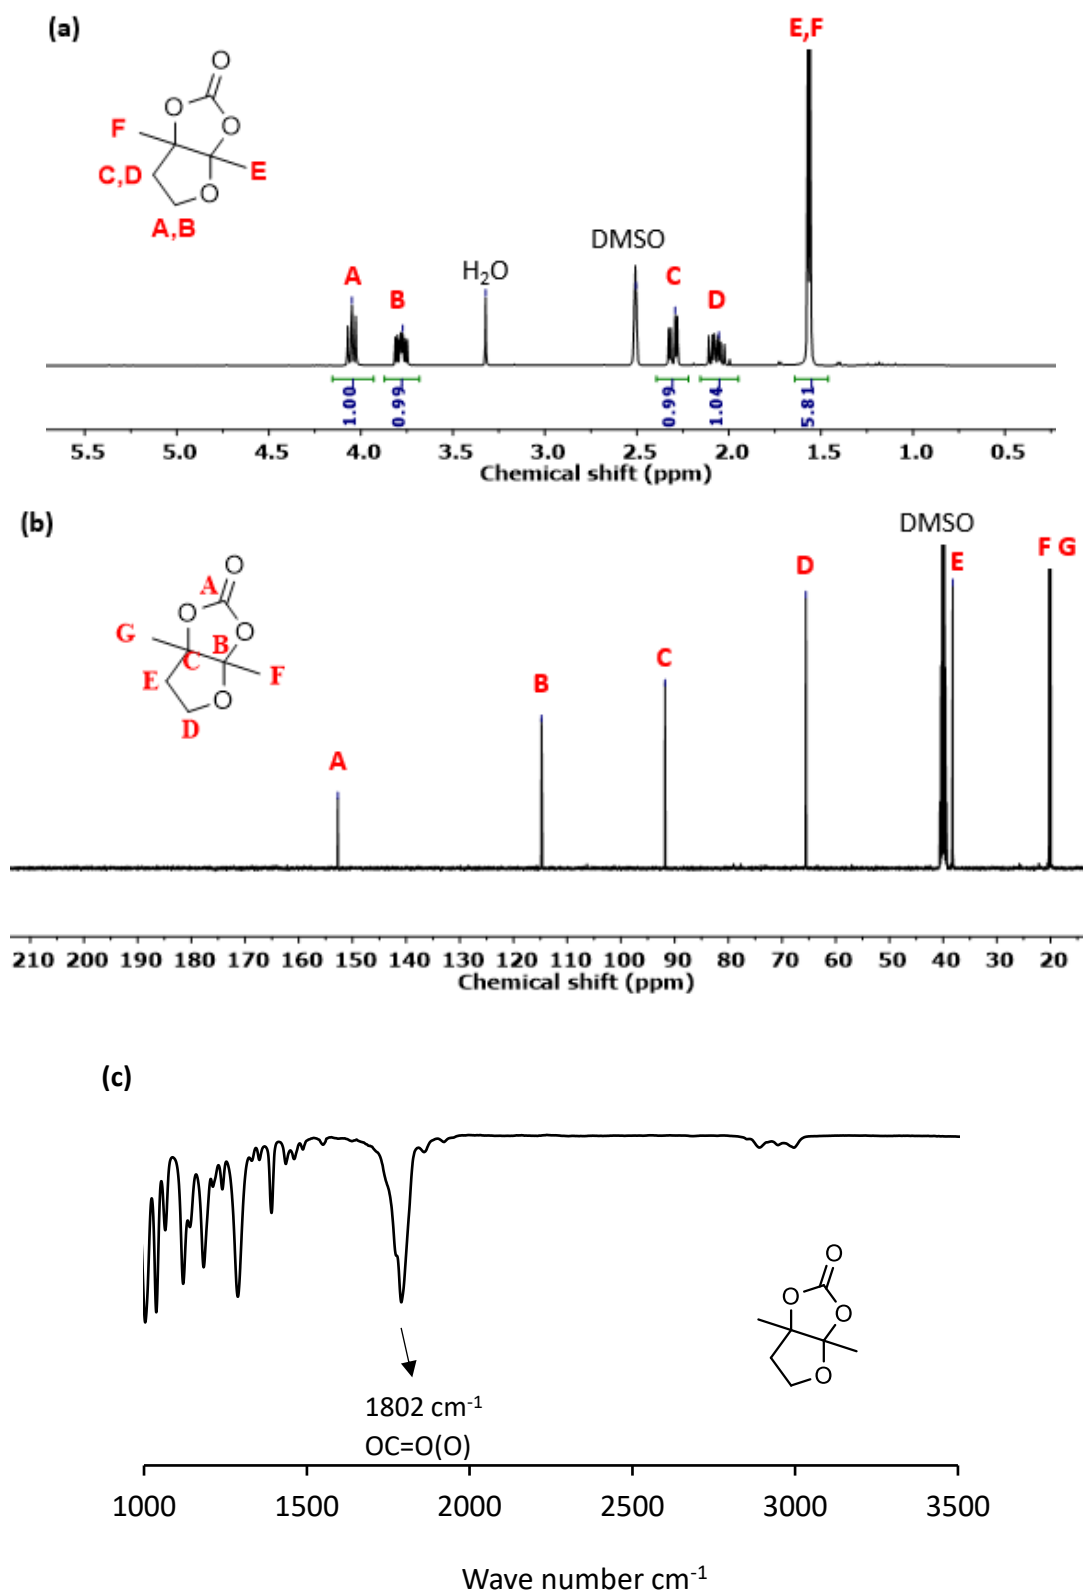 (a)
E,F
O
O
O
F
E
C,D
O
A,B
DMSO
H₂O
A
B
C
D
1.00
0.99
0.99
1.04
5.81
5.5 5.0 4.5 4.0 3.5 3.0 2.5 2.0 1.5 1.0 0.5
Chemical shift (ppm)
(b)
DMSO
O
A
O
O
G
B
C
F
E
O
D
A
B
C
D
E
F G
210 200 190 180 170 160 150 140 130 120 110 100 90 80 70 60 50 40 30 20
Chemical shift (ppm)
(c)
O
O
O
O
1802 cm⁻¹
OC=O(O)
1000 1500 2000 2500 3000 3500
Wave number cm⁻¹